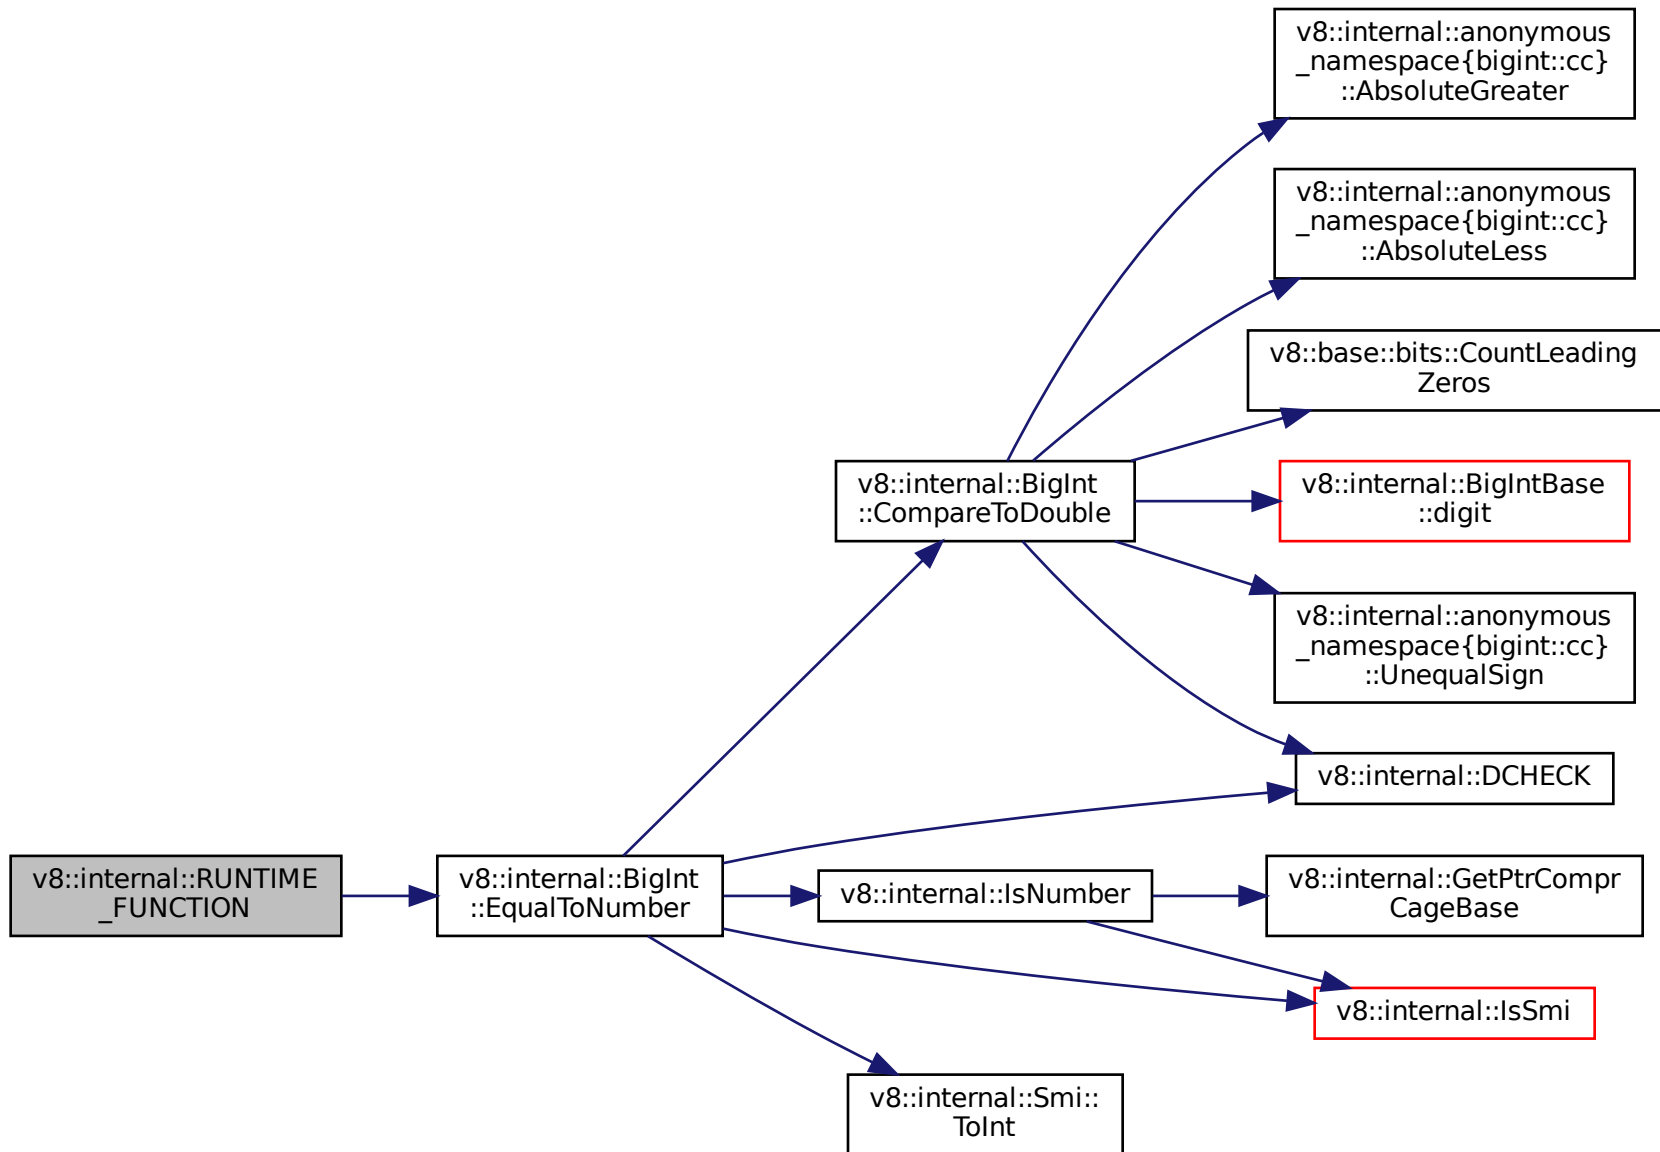 v8::internal::anonymous
_namespace{bigint::cc}
::AbsoluteGreater
v8::internal::anonymous
_namespace{bigint::cc}
::AbsoluteLess
v8::base::bits::CountLeading
Zeros
v8::internal::BigInt
::CompareToDouble
v8::internal::BigIntBase
::digit
v8::internal::anonymous
_namespace{bigint::cc}
::UnequalSign
v8::internal::DCHECK
v8::internal::RUNTIME
_FUNCTION
v8::internal::BigInt
::EqualToNumber
v8::internal::IsNumber
v8::internal::GetPtrCompr
CageBase
v8::internal::IsSmi
v8::internal::Smi::
ToInt